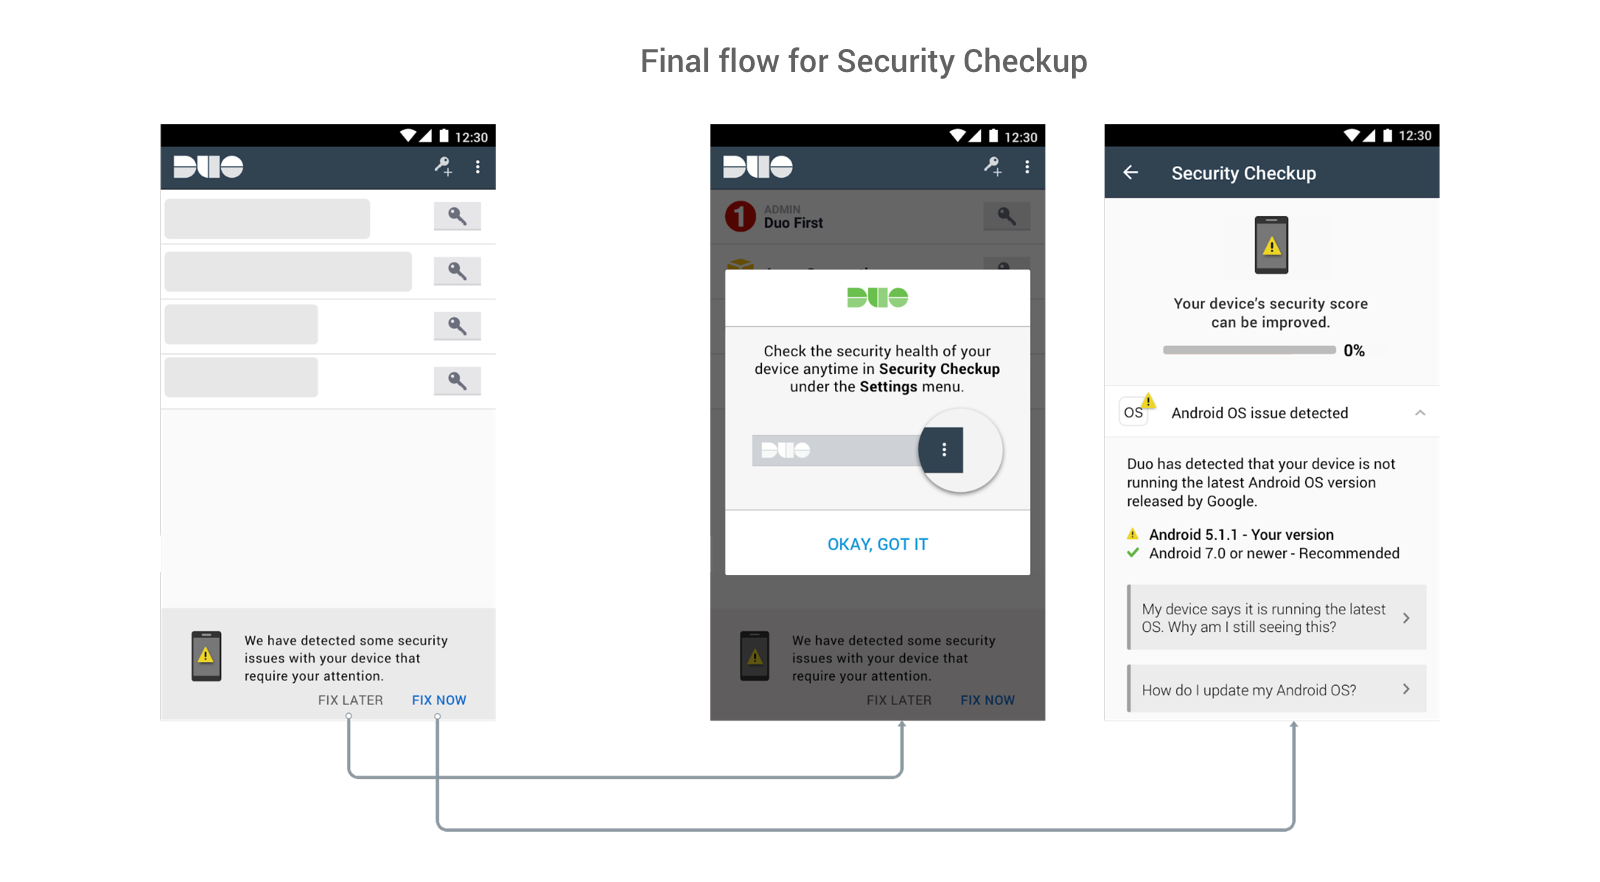 Final flow for Security Checkup
12:30
DUO
We have detected some security
issues with your device that
require your attention.
FIX LATER FIX NOW
12:30
DUO
1
ADMIN
Duo First
DUO
Check the security health of your
device anytime in Security Checkup
under the Settings menu.
DUO
OKAY, GOT IT
We have detected some security
issues with your device that
require your attention.
FIX LATER FIX NOW
12:30
Security Checkup
Your device's security score
can be improved.
0%
OS
Android OS issue detected
Duo has detected that your device is not
running the latest Android OS version
released by Google.
Android 5.1.1 - Your version
Android 7.0 or newer - Recommended
My device says it is running the latest
OS. Why am I still seeing this?
How do I update my Android OS?